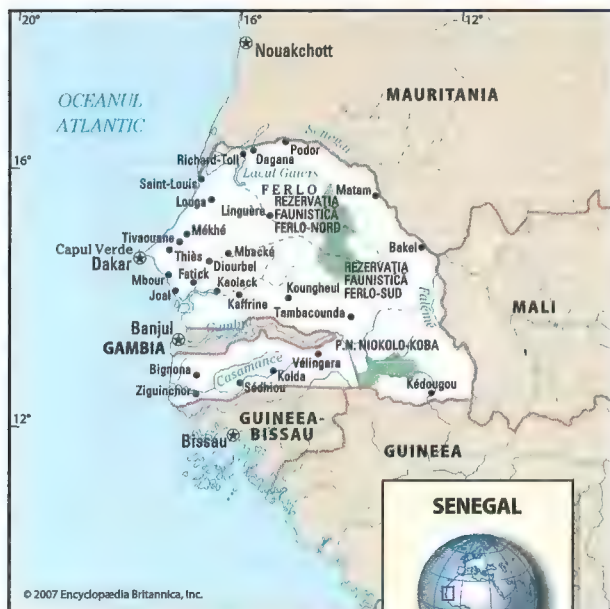 20°
16°
12°
Nouakchott
OCEANUL
ATLANTIC
MAURITANIA
Senegal
Podor
Richard-Toll
Dagana
16°
Lacul Guiers
Saint-Louis
FERLO
Matam
Louga
REZERVAȚIA
FAUNISTICĂ
FERLO-NORD
Linguère
Mékhé
Tivaouane
Bakel
Capul Verde
Mbacké
Dakar
Thiès
Diourbel
REZERVAȚIA
FAUNISTICĂ
FERLO-SUD
Mbour
Fatick
Kaolack
Koungheul
Joal
Kaffrine
Falémé
MALI
Tambacounda
Banjul
Gambia
GAMBIA
P.N. NIOKOLO-KOBA
Vélingara
Bignona
Casamance
Kolda
Sédhiou
Ziguinchor
Kédougou
12°
GUINEEA-
BISSAU
Bissau
GUINEEA
SENEGAL
© 2007 Encyclopædia Britannica, Inc.